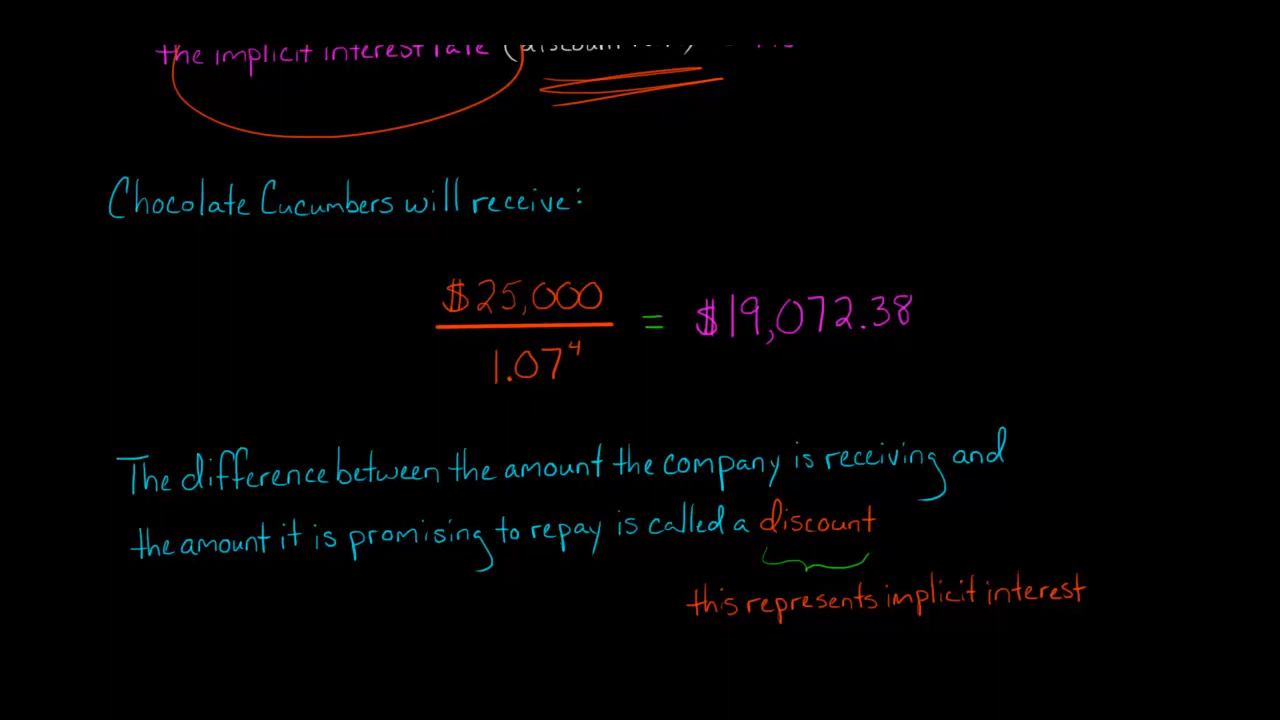 the implicit interest rate (discount
Chocolate Cucumbers will receive:
$25,000
1.07⁴
= $19,072.38
The difference between the amount the company is receiving and
the amount it is promising to repay is called a discount
this represents implicit interest